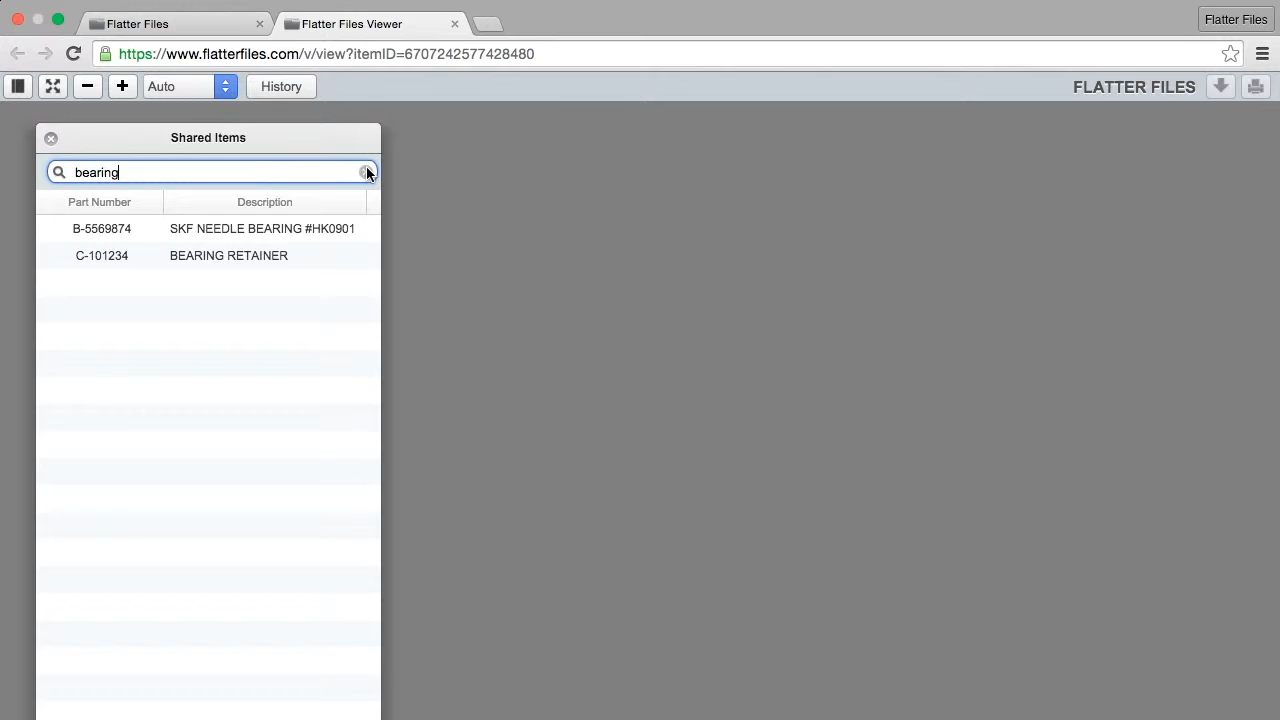 Flatter Files
Flatter Files Viewer
Flatter Files
https://www.flatterfiles.com/v/view?itemID=6707242577428480
Auto
History
FLATTER FILES
Shared Items
bearing
Part Number
Description
B-5569874
SKF NEEDLE BEARING #HK0901
C-101234
BEARING RETAINER